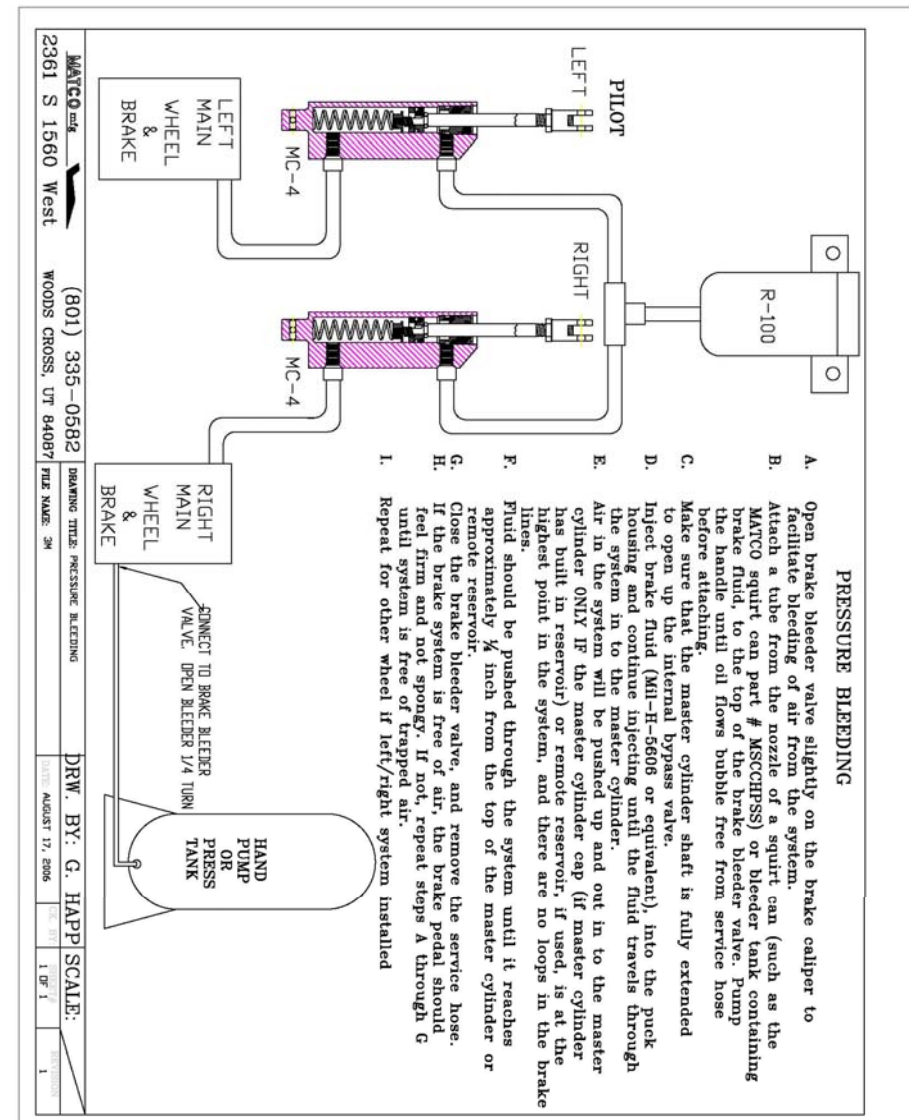 PRESSURE BLEEDING
A. Open brake bleeder valve slightly on the brake caliper to
facilitate bleeding of air from the system.
B. Attach a tube from the nozzle of a squirt can (such as the
MATCO squirt can part # MSCCHPSS) or bleeder tank containing
brake fluid, to the top of the brake bleeder valve. Pump
the handle until oil flows bubble free from service hose
before attaching.
C. Make sure that the master cylinder shaft is fully extended
to open up the internal bypass valve.
D. Inject brake fluid (Mil-H-5606 or equivalent), into the puck
housing and continue injecting until the fluid travels through
the system in to the master cylinder.
E. Air in the system will be pushed up and out in to the master
cylinder ONLY IF the master cylinder cap (if master cylinder
has built in reservoir) or remote reservoir, if used, is at the
highest point in the system, and there are no loops in the brake
lines.
F. Fluid should be pushed through the system until it reaches
approximately ¼ inch from the top of the master cylinder or
remote reservoir.
G. Close the brake bleeder valve, and remove the service hose.
H. If the brake system is free of air, the brake pedal should
feel firm and not spongy. If not, repeat steps A through G
until system is free of trapped air.
I. Repeat for other wheel if left/right system installed
R-100
PILOT
LEFT
RIGHT
MC-4
MC-4
LEFT
MAIN
WHEEL
&
BRAKE
RIGHT
MAIN
WHEEL
&
BRAKE
CONNECT TO BRAKE BLEEDER
VALVE. OPEN BLEEDER 1/4 TURN
HAND
PUMP
OR
PRESS
TANK
MATCO mfg
(801) 335-0582
2361 S 1560 West
WOODS CROSS, UT 84087
DRAWING TITLE: PRESSURE BLEEDING
FILE NAME: 3M
DRW. BY: G. HAPP
SCALE:
DATE: AUGUST 17, 2006
CK. BY:
SHEET#
1 OF 1
REVISION
1